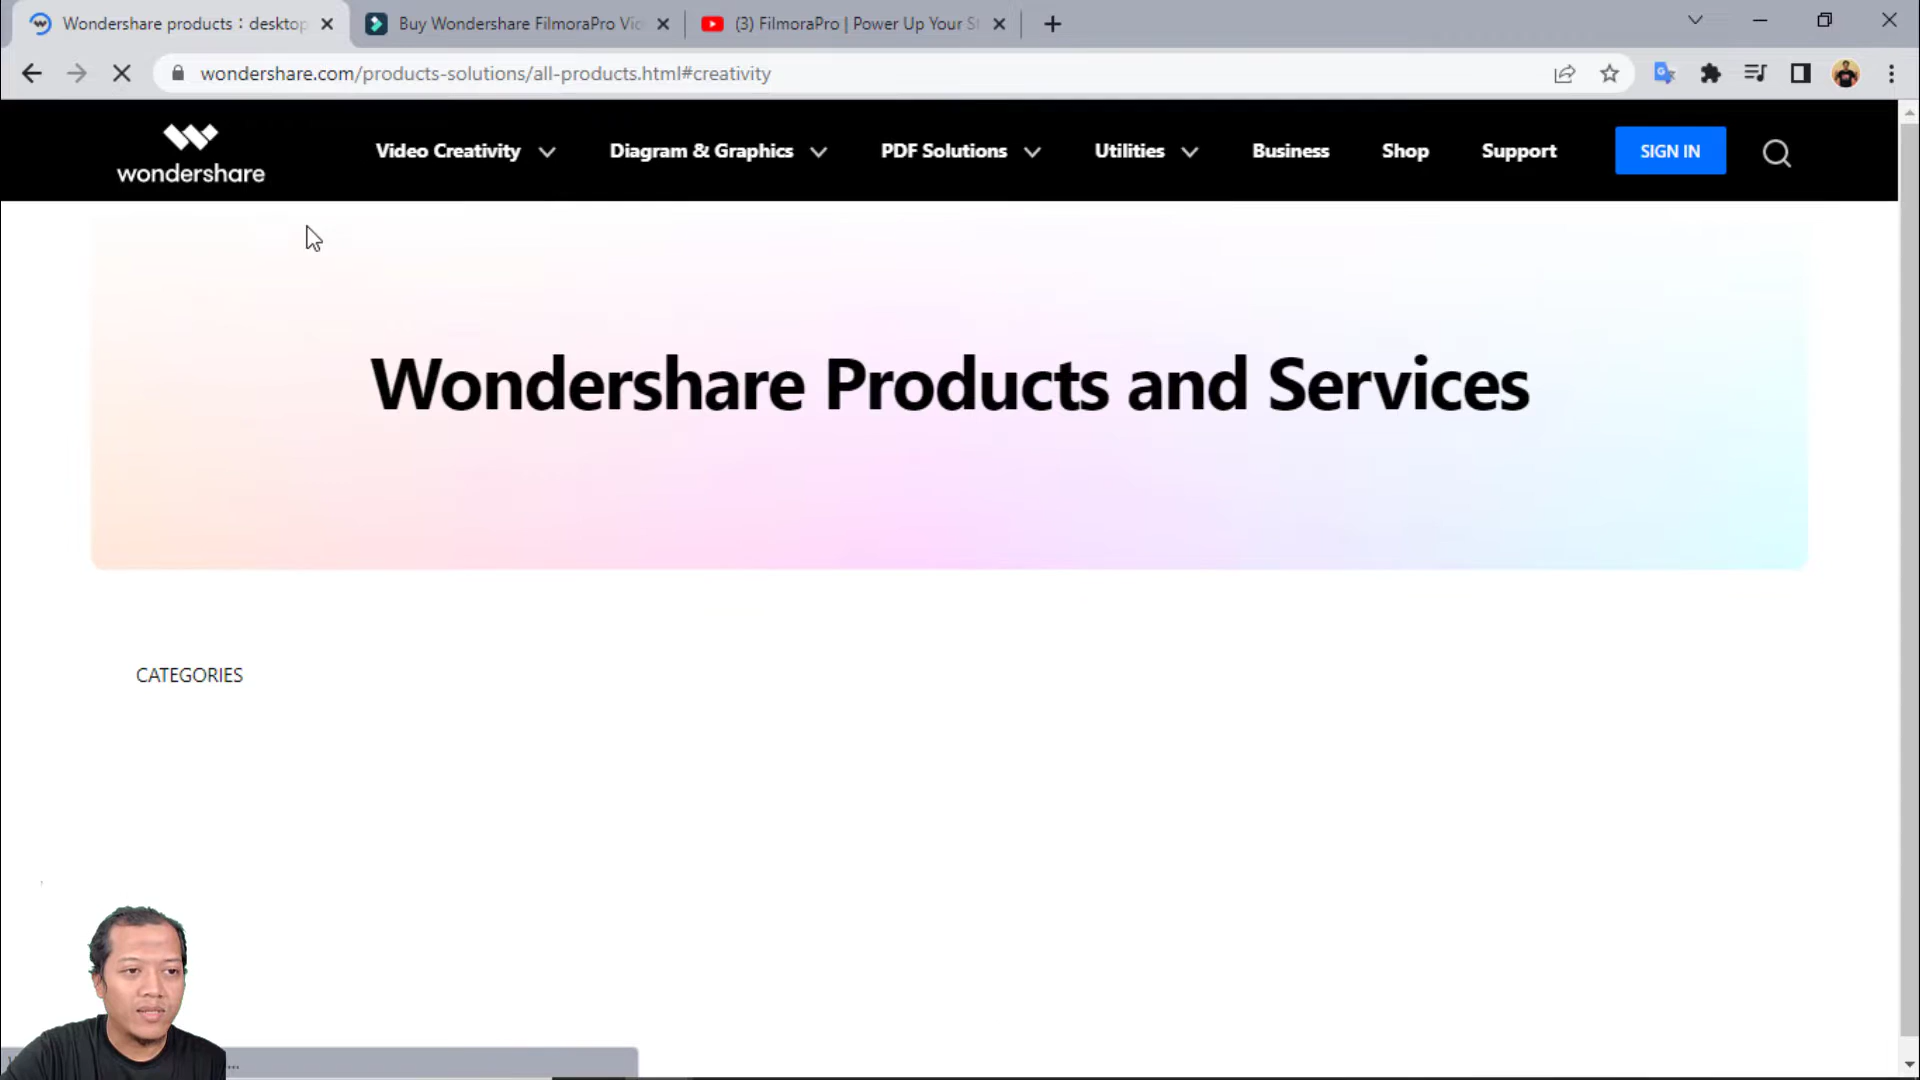 Wondershare products : desktop
Buy Wondershare FilmoraPro Vi
(3) FilmoraPro | Power Up Your S
wondershare.com/products-solutions/all-products.html#creativity
wondershare
Video Creativity
Diagram & Graphics
PDF Solutions
Utilities
Business
Shop
Support
SIGN IN
Wondershare Products and Services
CATEGORIES
...